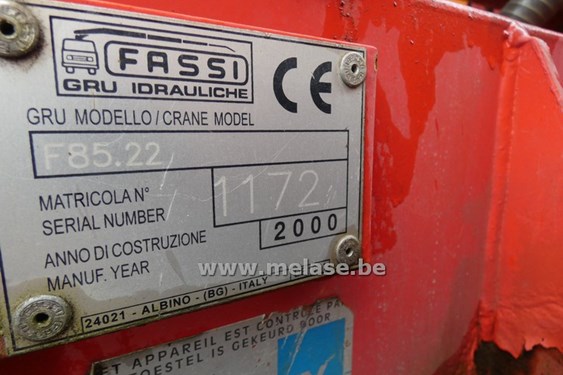 FASSI
GRU IDRAULICHE
CE
GRU MODELLO/CRANE MODEL
F85.22
MATRICOLA N°
SERIAL NUMBER
1172
ANNO DI COSTRUZIONE
MANUF. YEAR
2000
www.melase.be
24021 - ALBINO - (BG) - ITALY
ET APPAREIL EST CONTROLE PA
TOESTEL IS GEKEURD DOOR